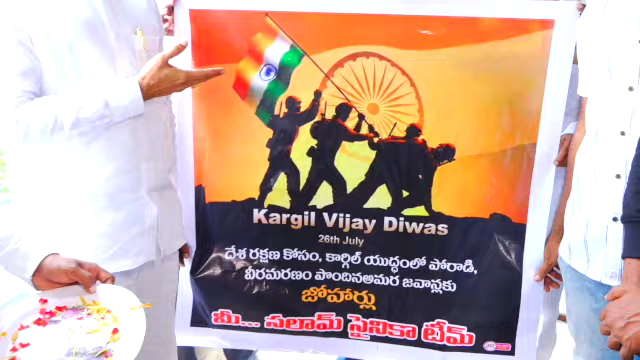 Kargil Vijay Diwas
26th July
దేశ రక్షణ కోసం, కార్గిల్ యుద్ధంలో పోరాడి,
వీరమరణం పొందినఅమర జవాన్లకు
జోహార్లు
మీ... సలామ్ సైనికా టీమ్